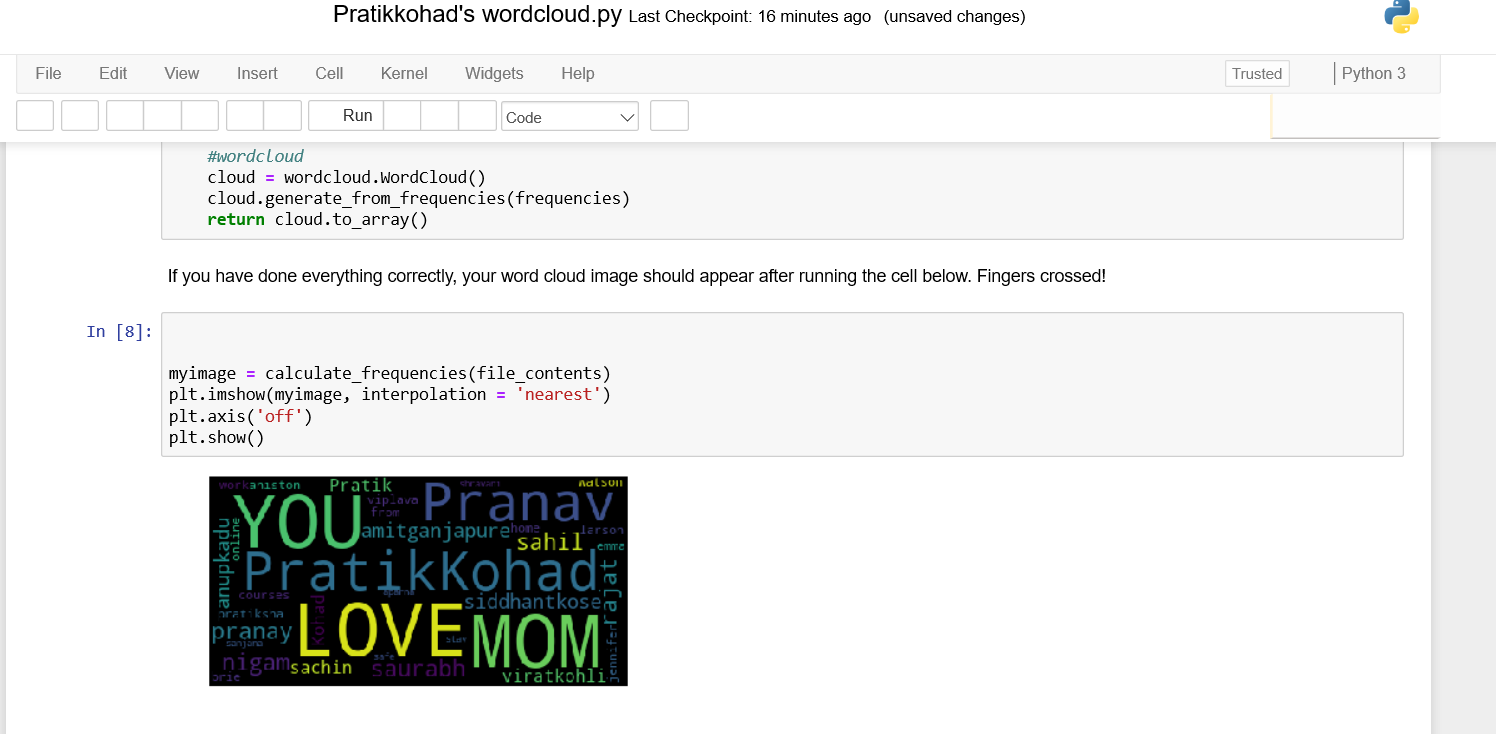 Pratikkohad's wordcloud.py Last Checkpoint: 16 minutes ago (unsaved changes)
File Edit View Insert Cell Kernel Widgets Help Trusted Python 3
Run Code
#wordcloud
cloud = wordcloud.WordCloud()
cloud.generate_from_frequencies(frequencies)
return cloud.to_array()
If you have done everything correctly, your word cloud image should appear after running the cell below. Fingers crossed!
In [8]:
myimage = calculate_frequencies(file_contents)
plt.imshow(myimage, interpolation = 'nearest')
plt.axis('off')
plt.show()
work aniston Pratik watson
viplava Pranav
from
YOU amitganjapure home larson
online sahil emma
anupkadu PratikKohad rajat
courses siddhantkose
LOVE Kohad MOM
pranay stay jennifer
sanjana
nigam sachin safe saurabh viratkohli
brie